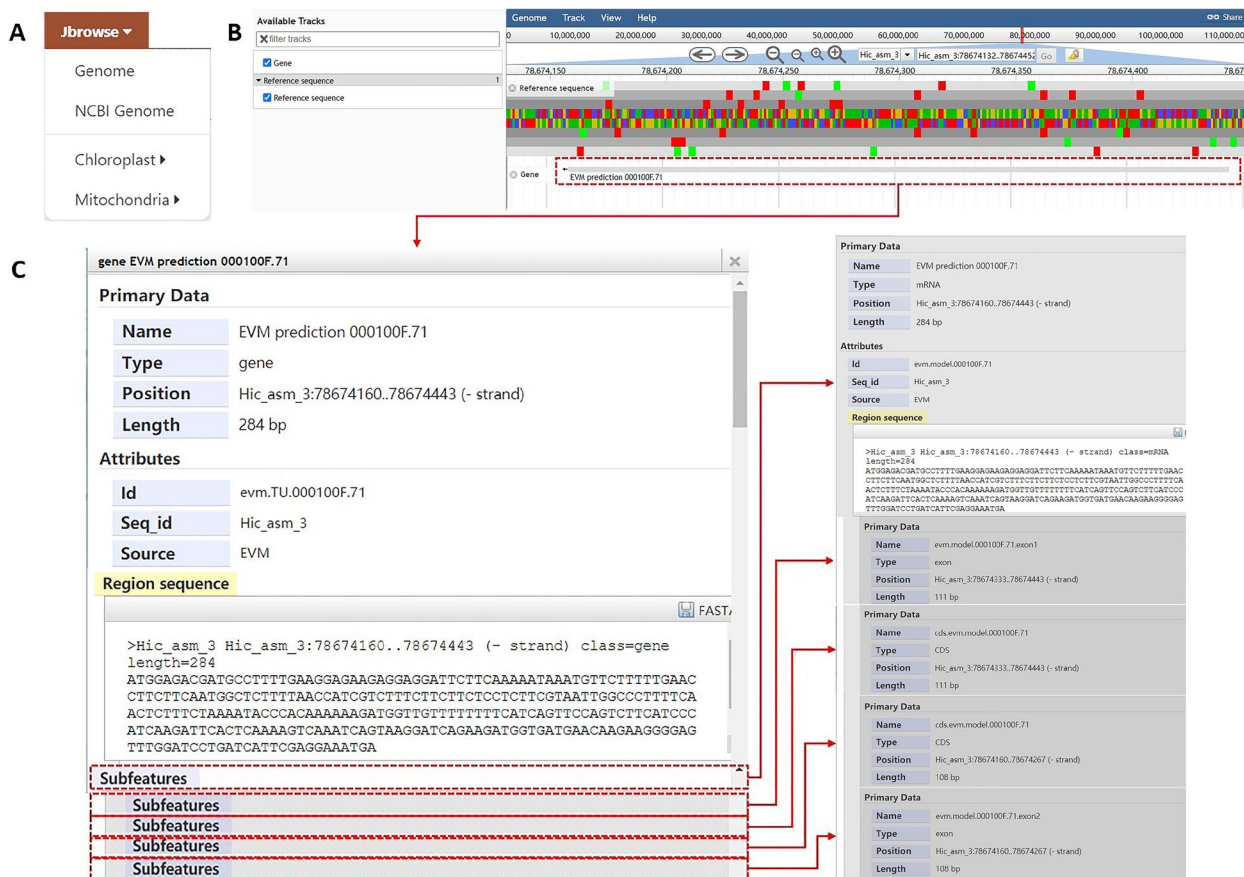 A
Jbrowse
Genome
NCBI Genome
Chloroplast
Mitochondria
B
Available Tracks
filter tracks
Gene
Reference sequence 1
Reference sequence
Genome Track View Help Share
0 10,000,000 20,000,000 30,000,000 40,000,000 50,000,000 60,000,000 70,000,000 80,000,000 90,000,000 100,000,000 110,000,
Hic_asm_3 Hic_asm_3:78674132..78674452 Go
78,674,150 78,674,200 78,674,250 78,674,300 78,674,350 78,674,400 78,67
Reference sequence
Gene
EVM prediction 000100F.71
C
gene EVM prediction 000100F.71
Primary Data
Name EVM prediction 000100F.71
Type gene
Position Hic_asm_3:78674160..78674443 (- strand)
Length 284 bp
Attributes
Id evm.TU.000100F.71
Seq_id Hic_asm_3
Source EVM
Region sequence
FASTA
>Hic_asm_3 Hic_asm_3:78674160..78674443 (- strand) class=gene
length=284
ATGGAGACGATGCCTTTTGAAGGAGAAGAGGAGGATTCTTCAAAAATAAATGTTCTTTTTGAAC
CTTCTTCAATGGCTCTTTTAACCATCGTCTTTCTTCTTCTCCTCTTCGTAATTGGCCCTTTTCA
ACTCTTTCTAAAATACCCACAAAAAAGATGGTTGTTTTTTTTCATCAGTTCCAGTCTTCATCCC
ATCAAGATTCACTCAAAAGTCAAATCAGTAAGGATCAGAAGATGGTGATGAACAAGAAGGGGAG
TTTGGATCCTGATCATTCGAGGAAATGA
Subfeatures
Subfeatures
Subfeatures
Subfeatures
Subfeatures
Primary Data
Name EVM prediction 000100F.71
Type mRNA
Position Hic_asm_3:78674160..78674443 (- strand)
Length 284 bp
Attributes
Id evm.model.000100F.71
Seq_id Hic_asm_3
Source EVM
Region sequence
>Hic_asm_3 Hic_asm_3:78674160..78674443 (- strand) class=mRNA
length=284
ATGGAGACGATGCCTTTTGAAGGAGAAGAGGAGGATTCTTCAAAAATAAATGTTCTTTTTGAAC
CTTCTTCAATGGCTCTTTTAACCATCGTCTTTCTTCTTCTCCTCTTCGTAATTGGCCCTTTTCA
ACTCTTTCTAAAATACCCACAAAAAAGATGGTTGTTTTTTTTCATCAGTTCCAGTCTTCATCCC
ATCAAGATTCACTCAAAAGTCAAATCAGTAAGGATCAGAAGATGGTGATGAACAAGAAGGGGAG
TTTGGATCCTGATCATTCGAGGAAATGA
Primary Data
Name evm.model.000100F.71.exon1
Type exon
Position Hic_asm_3:78674333..78674443 (- strand)
Length 111 bp
Primary Data
Name cds.evm.model.000100F.71
Type CDS
Position Hic_asm_3:78674333..78674443 (- strand)
Length 111 bp
Primary Data
Name cds.evm.model.000100F.71
Type CDS
Position Hic_asm_3:78674160..78674267 (- strand)
Length 108 bp
Primary Data
Name evm.model.000100F.71.exon2
Type exon
Position Hic_asm_3:78674160..78674267 (- strand)
Length 108 bp